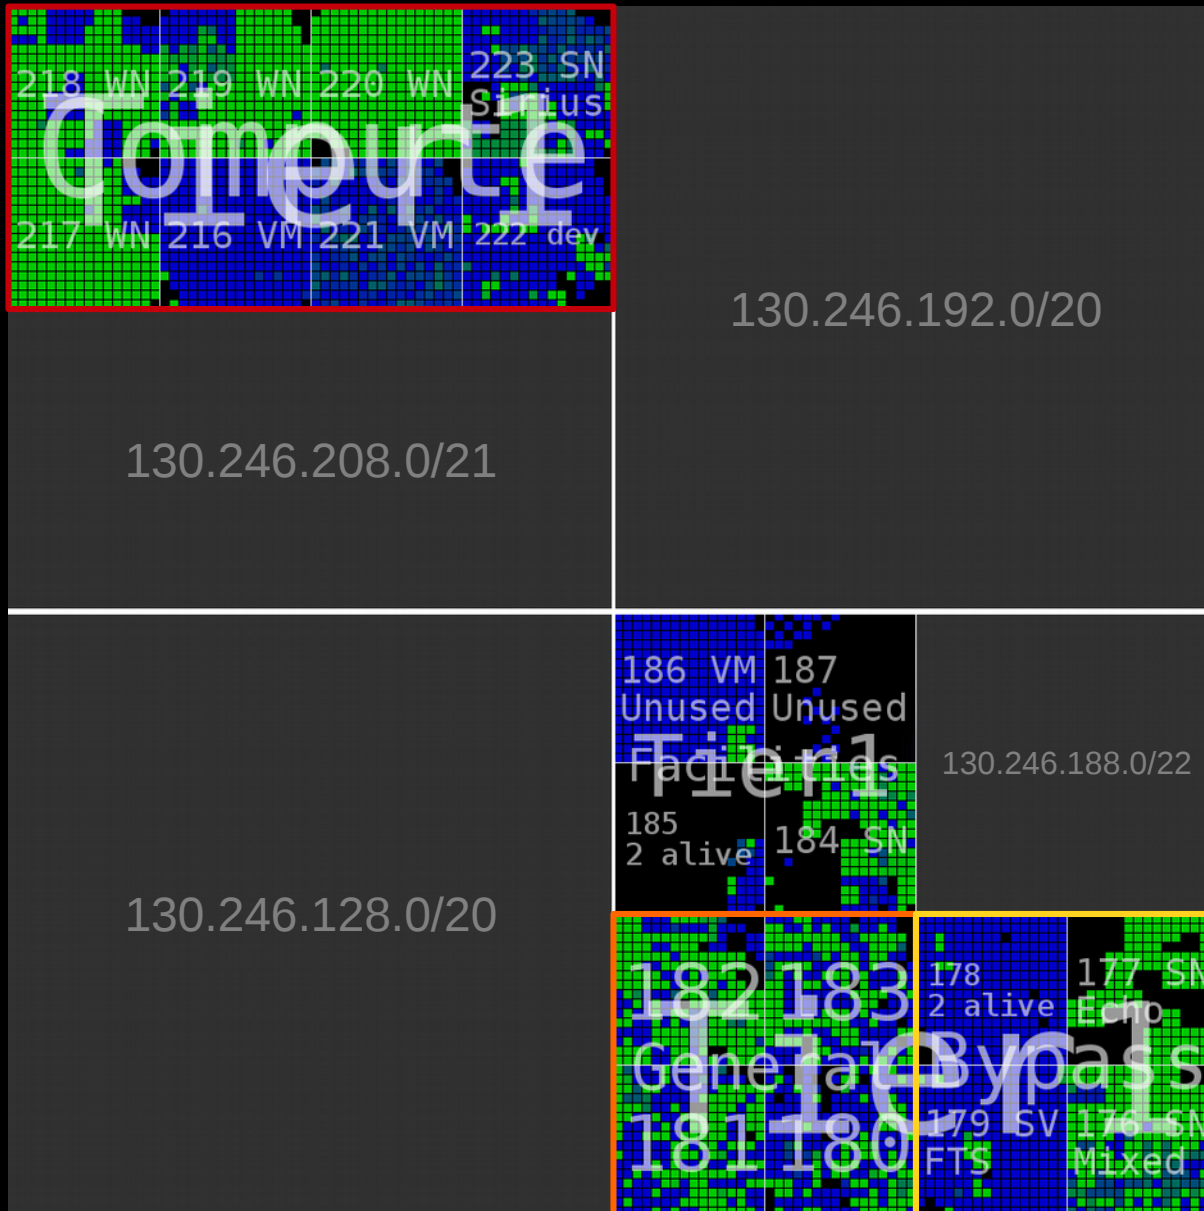 218 WN 219 WN 220 WN 223 SN
Sirius
Compute
Tier1
217 WN 216 VM 221 VM 222 dev
130.246.192.0/20
130.246.208.0/21
186 VM 187
Unused Unused
Facilities
Tier1
185
2 alive
184 SN
130.246.188.0/22
130.246.128.0/20
182 183
178
2 alive
177 SN
Echo
General
Bypass
Tier1
181 180
179 SV
FTS
176 SN
Mixed